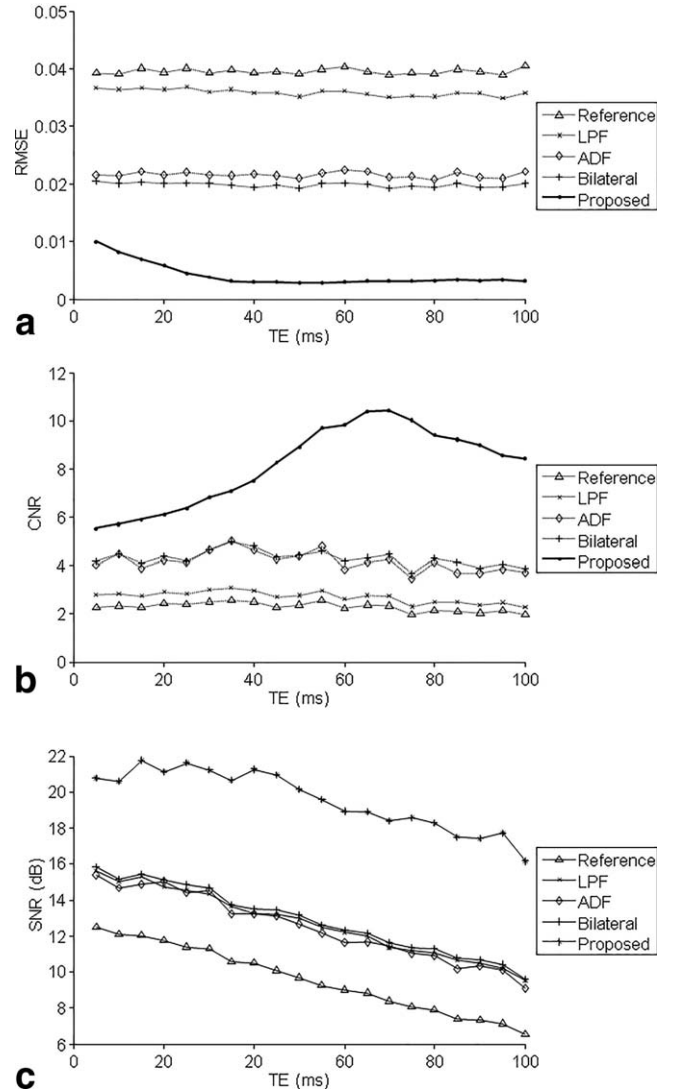 0.05
0.04
0.03
0.02
0.01
0
RMSE
0 20 40 60 80 100
TE (ms)
Reference
LPF
ADF
Bilateral
Proposed
a
12
10
8
6
4
2
0
CNR
0 20 40 60 80 100
TE (ms)
Reference
LPF
ADF
Bilateral
Proposed
b
22
20
18
16
14
12
10
8
6
SNR (dB)
0 20 40 20 60 80 100
TE (ms)
Reference
LPF
ADF
Bilateral
Proposed
c